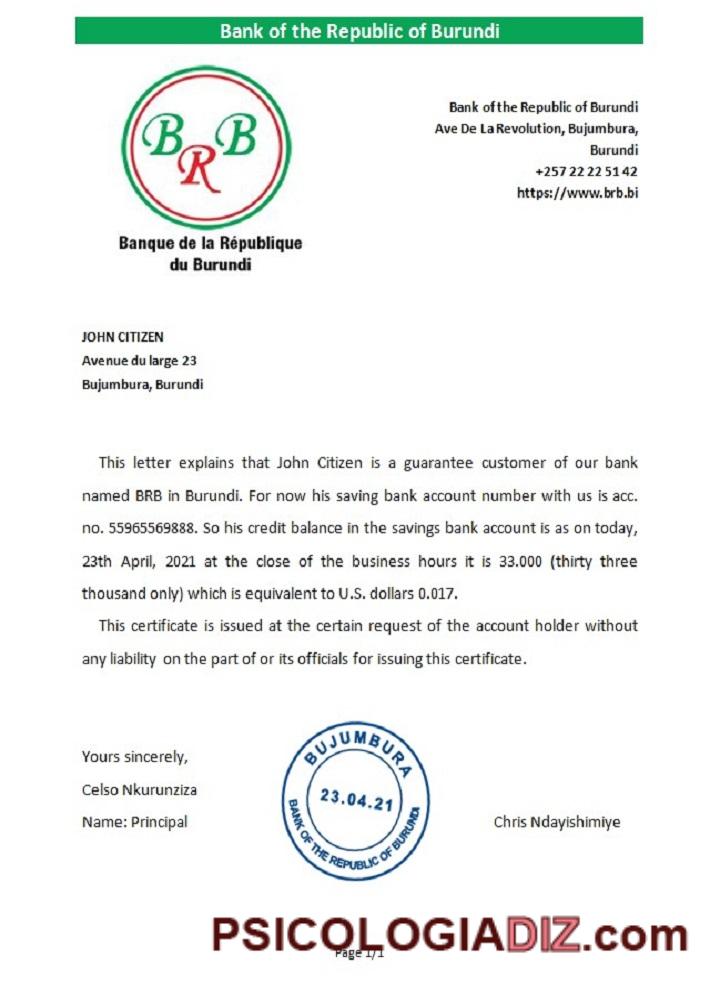 Bank of the Republic of Burundi
B R B
Banque de la République
du Burundi
Bank of the Republic of Burundi
Ave De La Revolution, Bujumbura,
Burundi
+257 22 22 51 42
https://www.brb.bi
JOHN CITIZEN
Avenue du large 23
Bujumbura, Burundi
This letter explains that John Citizen is a guarantee customer of our bank
named BRB in Burundi. For now his saving bank account number with us is acc.
no. 55965569888. So his credit balance in the savings bank account is as on today,
23th April, 2021 at the close of the business hours it is 33.000 (thirty three
thousand only) which is equivalent to U.S. dollars 0.017.
This certificate is issued at the certain request of the account holder without
any liability on the part of or its officials for issuing this certificate.
Yours sincerely,
Celso Nkurunziza
Name: Principal
BUJUMBURA
23.04.21
BANK OF THE REPUBLIC OF BURUNDI
Chris Ndayishimiye
PSICOLOGIADIZ.com
Page 1/1